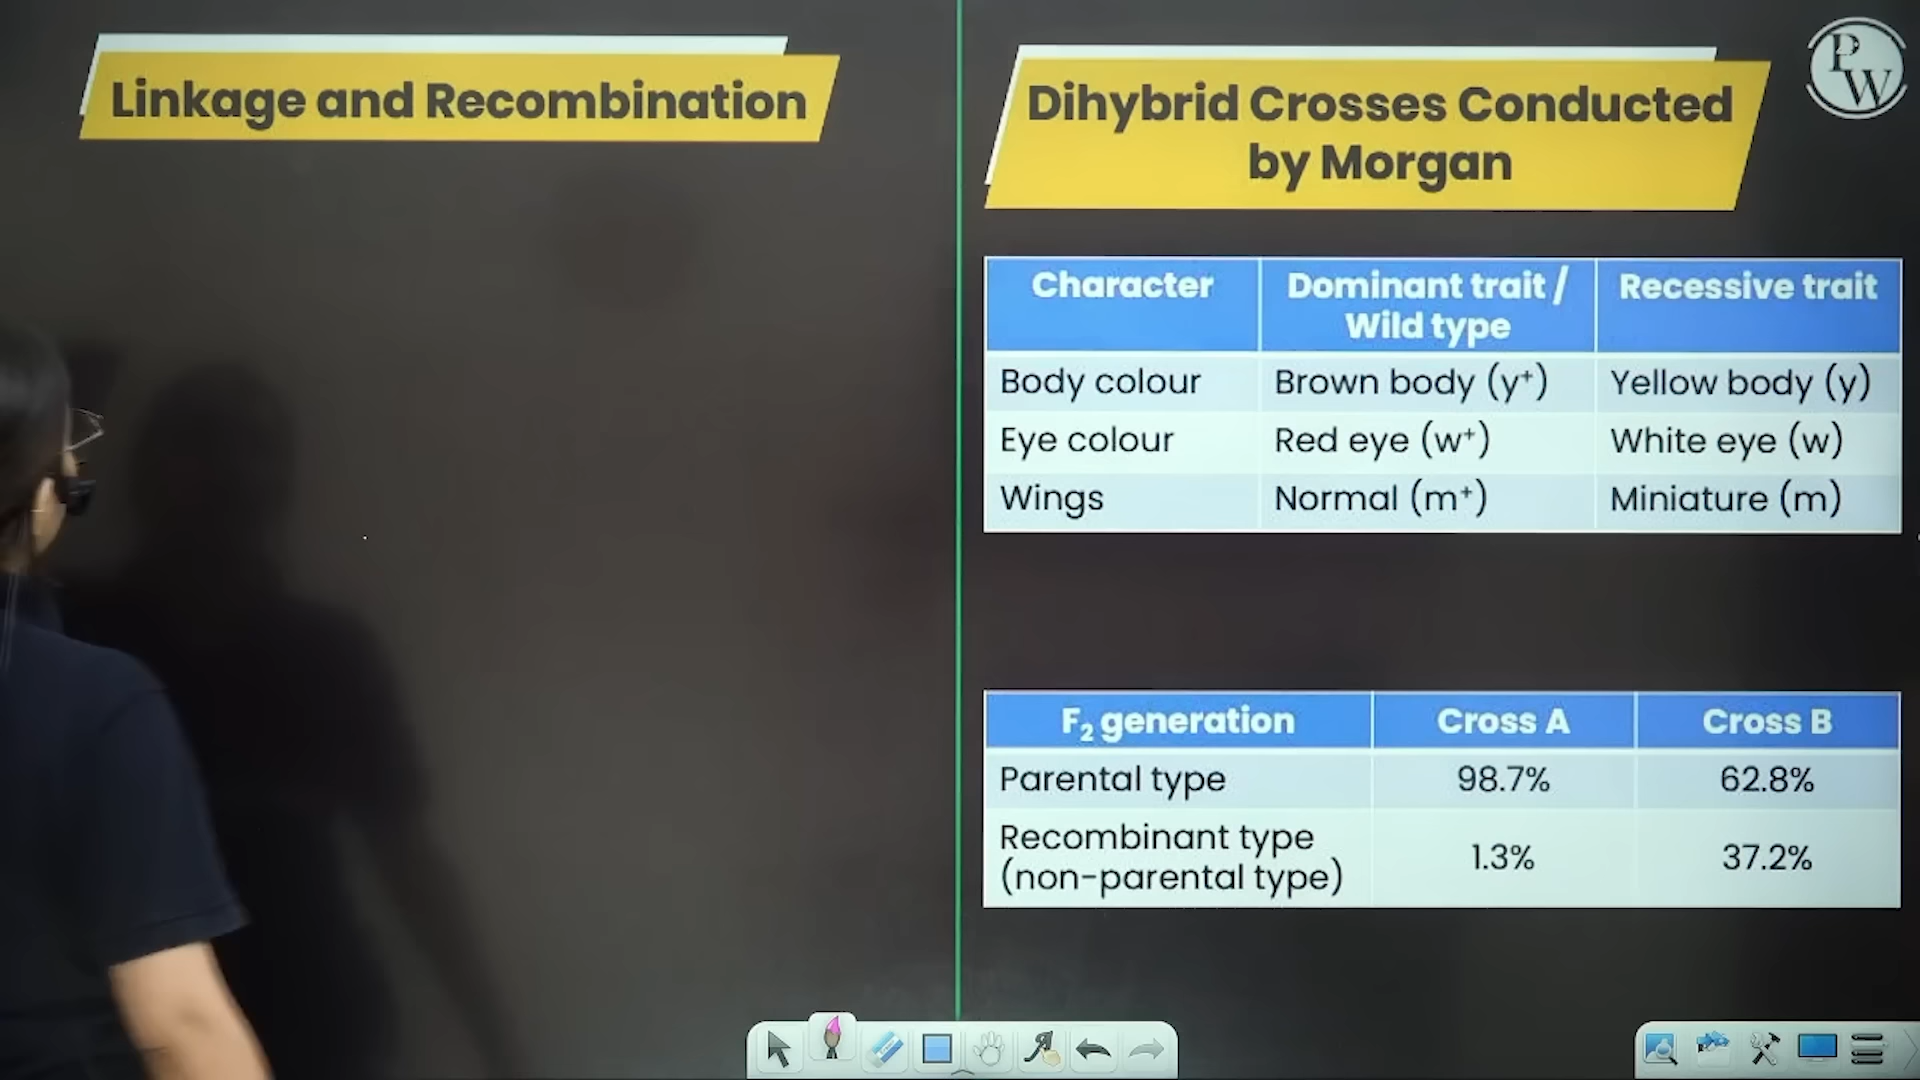 Linkage and Recombination
Dihybrid Crosses Conducted
by Morgan
PW
Character Dominant trait / Wild type Recessive trait
Body colour Brown body (y⁺) Yellow body (y)
Eye colour Red eye (w⁺) White eye (w)
Wings Normal (m⁺) Miniature (m)
F₂ generation Cross A Cross B
Parental type 98.7% 62.8%
Recombinant type
(non-parental type) 1.3% 37.2%